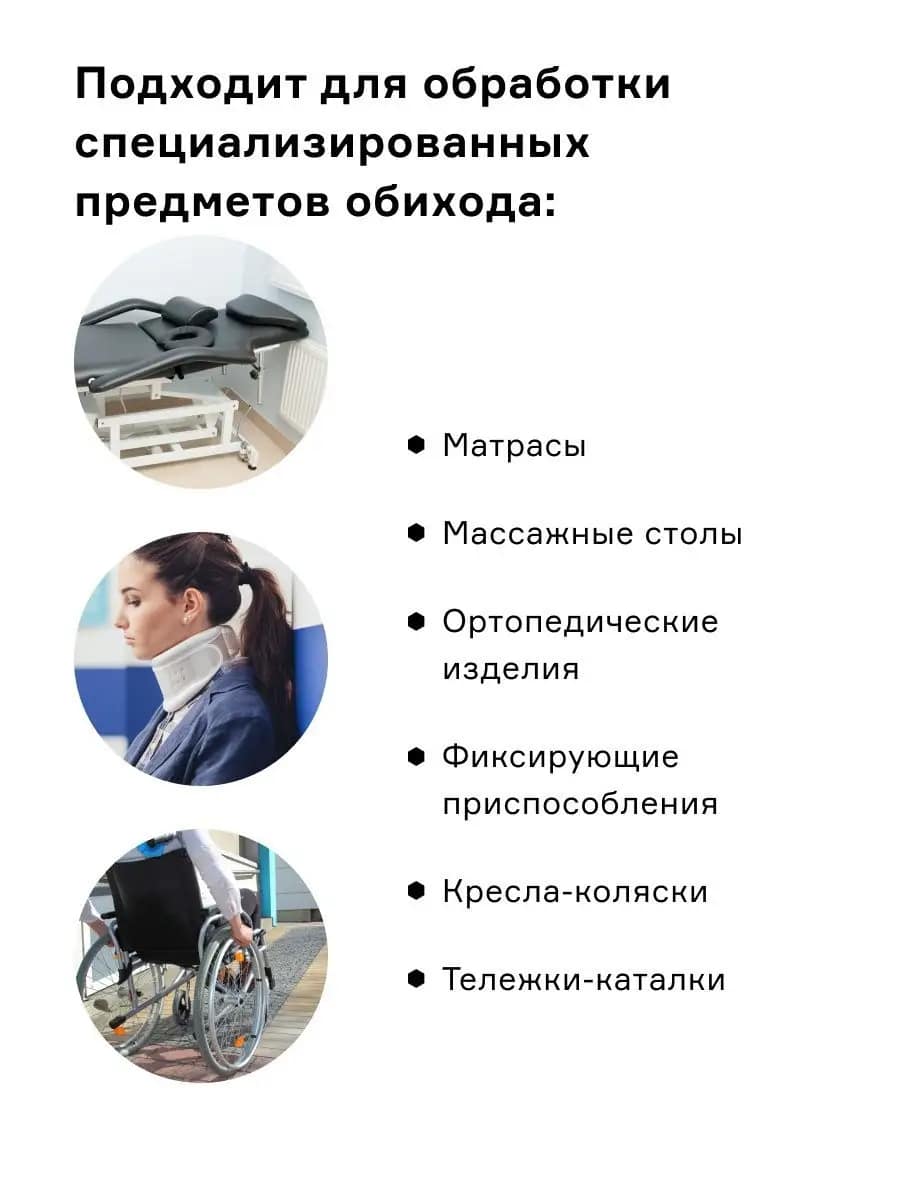 Подходит для обработки
специализированных
предметов обихода:
Матрасы
Массажные столы
Ортопедические
изделия
Фиксирующие
приспособления
Кресла-коляски
Тележки-каталки